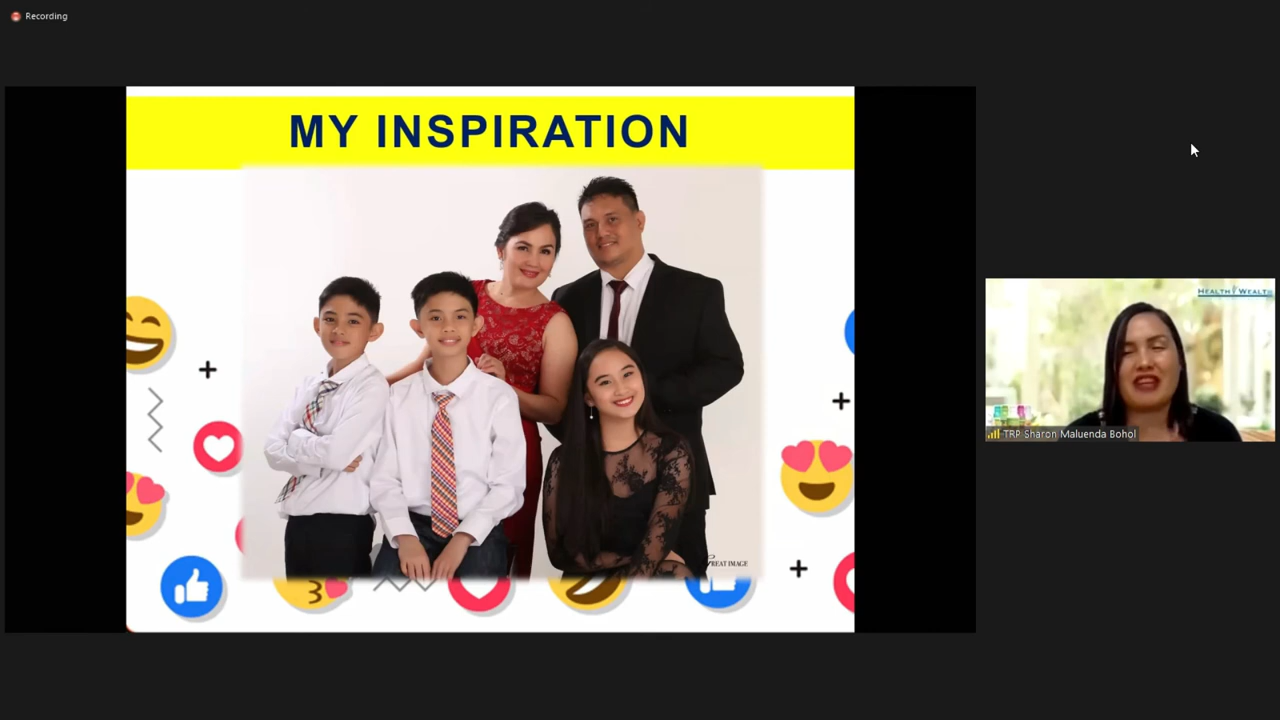 Recording
MY INSPIRATION
HEALTH WEALTH
REAT IMAGE
TRP Sharon Maluenda Bohol